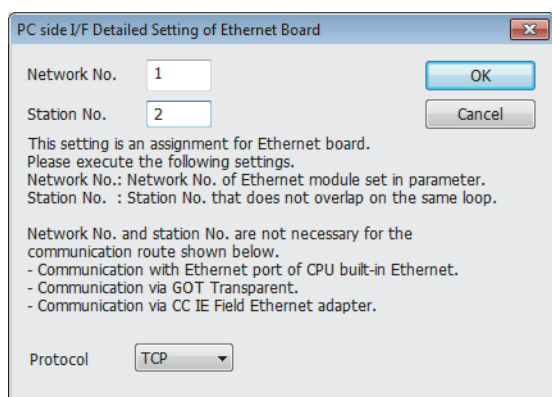 PC side I/F Detailed Setting of Ethernet Board
Network No. 1 OK
Station No. 2 Cancel
This setting is an assignment for Ethernet board.
Please execute the following settings.
Network No.: Network No. of Ethernet module set in parameter.
Station No. : Station No. that does not overlap on the same loop.
Network No. and station No. are not necessary for the
communication route shown below.
- Communication with Ethernet port of CPU built-in Ethernet.
- Communication via GOT Transparent.
- Communication via CC IE Field Ethernet adapter.
Protocol TCP